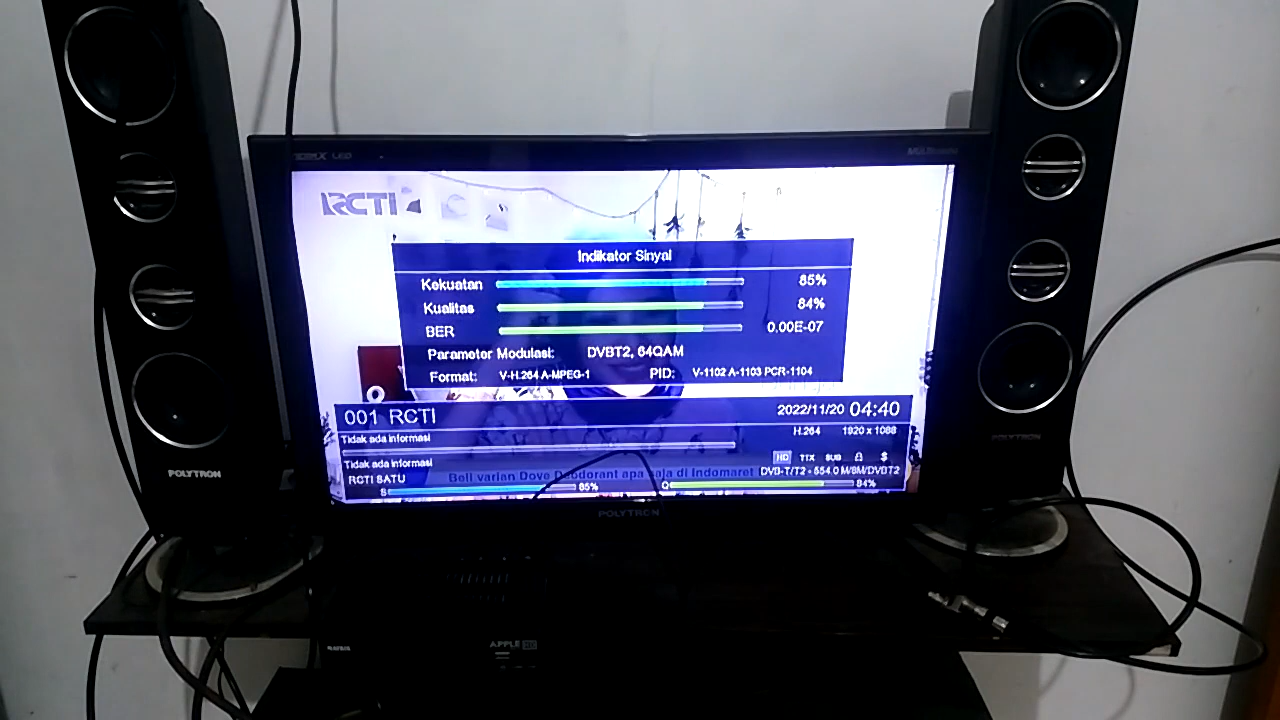 LED
RCTI
Indikator Sinyal
Kekuatan 85%
Kualitas 84%
BER 0.00E-07
Parameter Modulasi: DVBT2, 64QAM
Format: V-H.264 A-MPEG-1 PID: V-1102 A-1103 PCR-1104
001 RCTI 2022/11/20 04:40
Tidak ada informasi H.264 1920 x 1088
Tidak ada informasi HD TTX SUB $
Beli varian Dove Deodorant apa saja di Indomaret DVB-T/T2 - 554.0 M/8M/DVBT2
RCTI SATU
S 85% Q 84%
POLYTRON
POLYTRON
POLYTRON
APPLE